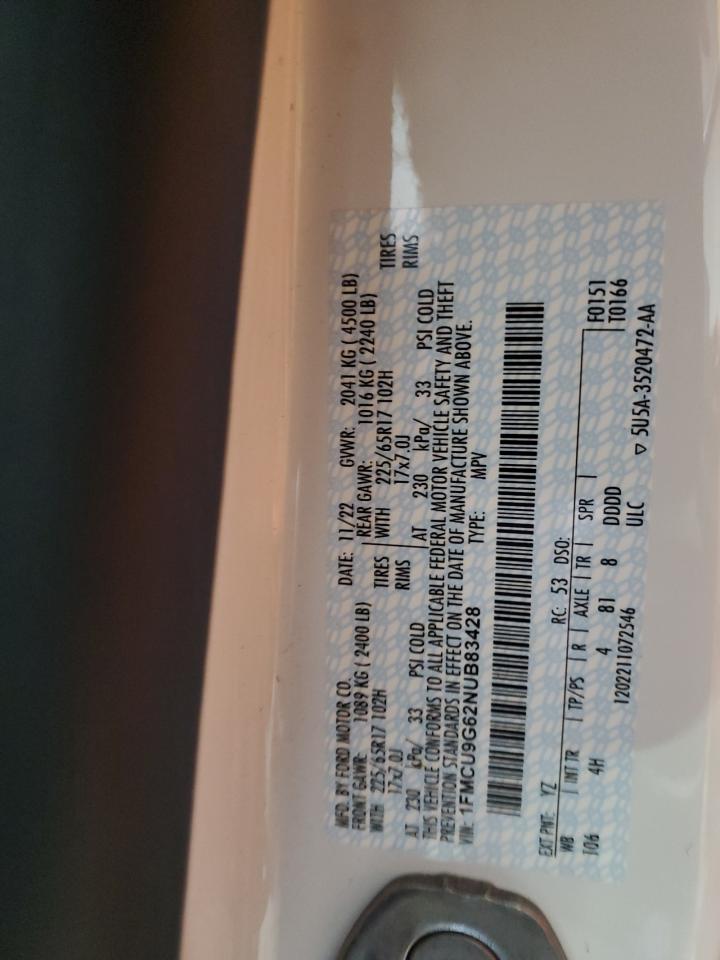 MFD. BY FORD MOTOR CO. DATE: 11/22 GVWR: 2041 KG ( 4500 LB)
FRONT GAWR: 1089 KG ( 2400 LB) REAR GAWR: 1016 KG ( 2240 LB)
WITH 225/65R17 102H TIRES WITH 225/65R17 102H TIRES
17x7.0J RIMS 17x7.0J RIMS
AT 230 kPa/ 33 PSI COLD AT 230 kPa/ 33 PSI COLD
THIS VEHICLE CONFORMS TO ALL APPLICABLE FEDERAL MOTOR VEHICLE SAFETY AND THEFT
PREVENTION STANDARDS IN EFFECT ON THE DATE OF MANUFACTURE SHOWN ABOVE.
VIN: 1FMCU9G62NUB83428 TYPE: MPV
EXT PNT: YZ RC: 53 DSO:
WB INT TR TP/PS R AXLE TR SPR F0151
106 4H 4 81 8 DDDD T0166
1202211072546 ULC ▽ 5U5A-3520472-AA